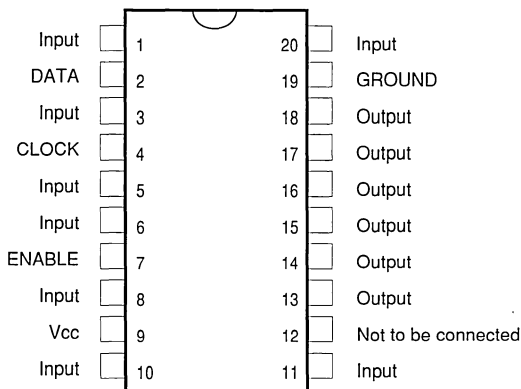 Input 1 20 Input
DATA 2 19 GROUND
Input 3 18 Output
CLOCK 4 17 Output
Input 5 16 Output
Input 6 15 Output
ENABLE 7 14 Output
Input 8 13 Output
Vcc 9 12 Not to be connected
Input 10 11 Input